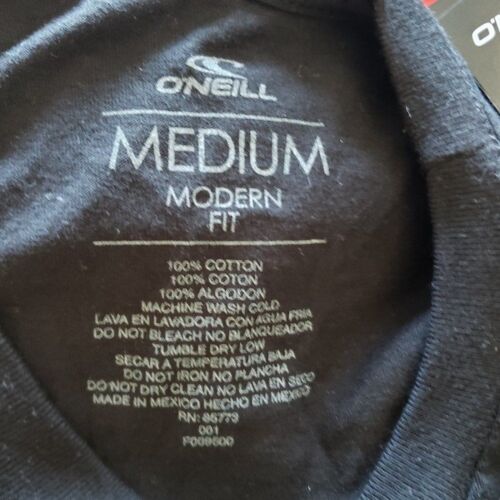 O'NEILL
MEDIUM
MODERN
FIT
100% COTTON
100% COTON
100% ALGODON
MACHINE WASH COLD
LAVA EN LAVADORA CON AGUA FRIA
DO NOT BLEACH NO BLANQUEADOR
TUMBLE DRY LOW
SECAR A TEMPERATURA BAJA
DO NOT IRON NO PLANCHA
DO NOT DRY CLEAN NO LAVA EN SECO
MADE IN MEXICO HECHO EN MEXICO
RN: 85773
001
F009500
O'